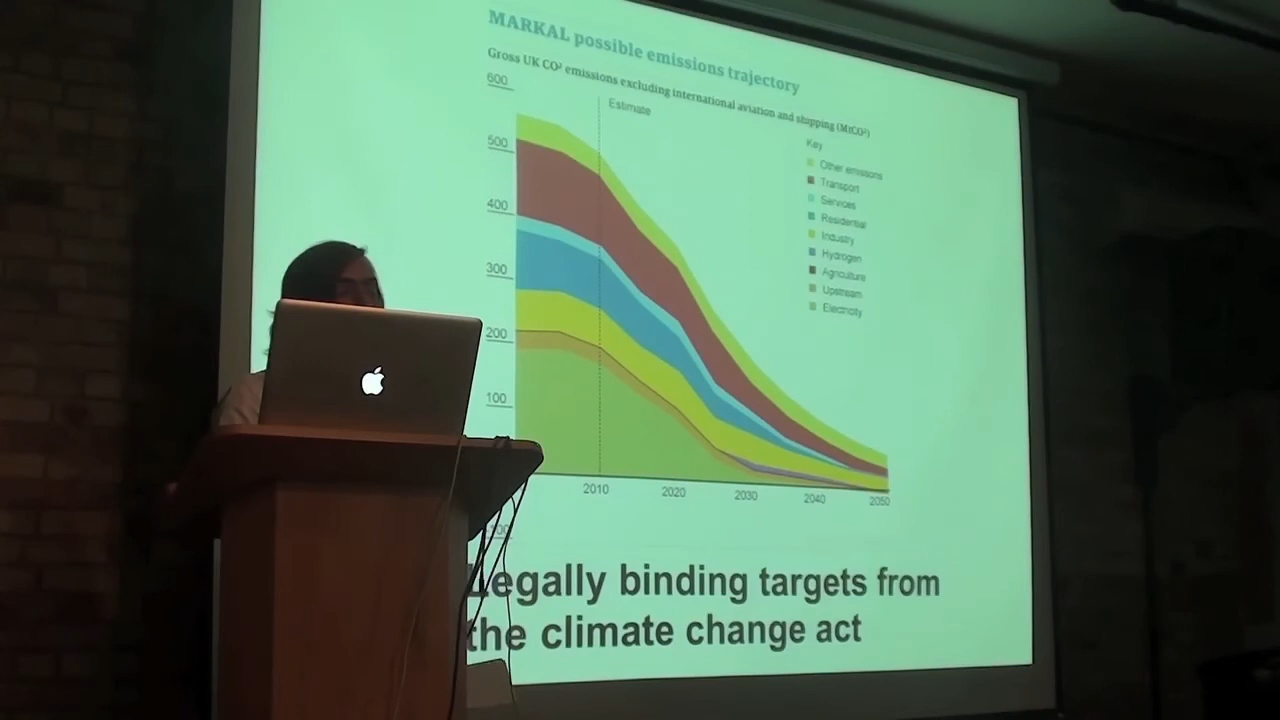 MARKAL possible emissions trajectory
Gross UK CO² emissions excluding international aviation and shipping (MtCO²)
600
Estimate
Key
500
Other emissions
Transport
400
Services
Residential
Industry
300
Hydrogen
Agriculture
Upstream
200
Electricity
100
2010
2020
2030
2040
2050
100
Legally binding targets from
the climate change act